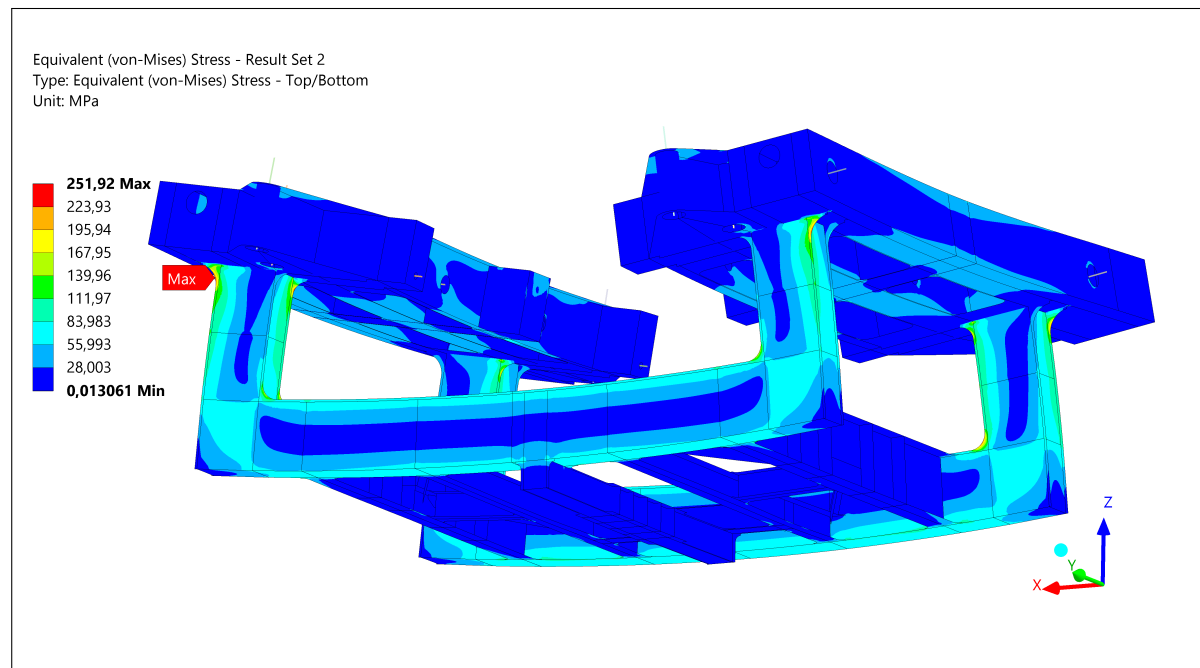 Equivalent (von-Mises) Stress - Result Set 2
Type: Equivalent (von-Mises) Stress - Top/Bottom
Unit: MPa
251,92 Max
223,93
195,94
167,95
139,96
111,97
83,983
55,993
28,003
0,013061 Min
Max
Z
Y
X